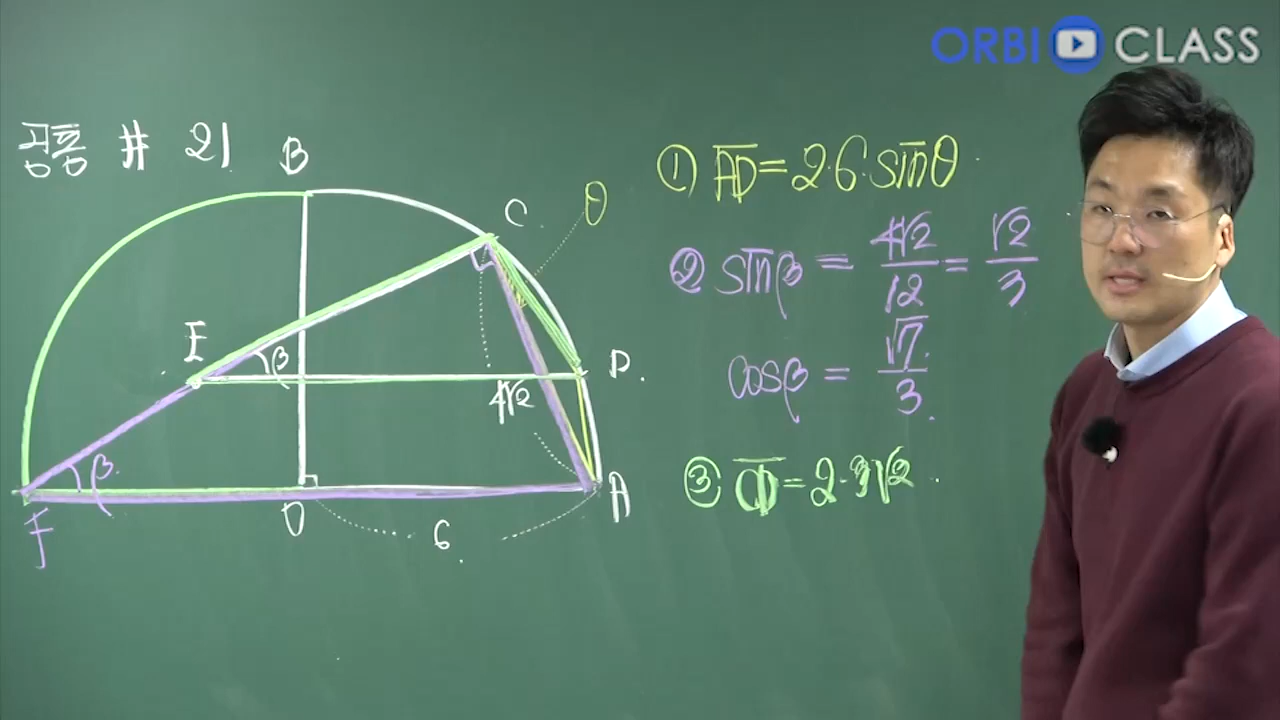 ORBI CLASS
공통 # 21
B
C
θ
E
β
D
4√2
β
F
O
6
A
① AD̅ = 2·6·sinθ
② sinβ = 4√2/12 = √2/3
cosβ = √7/3
③ CD̅ = 2·3√2